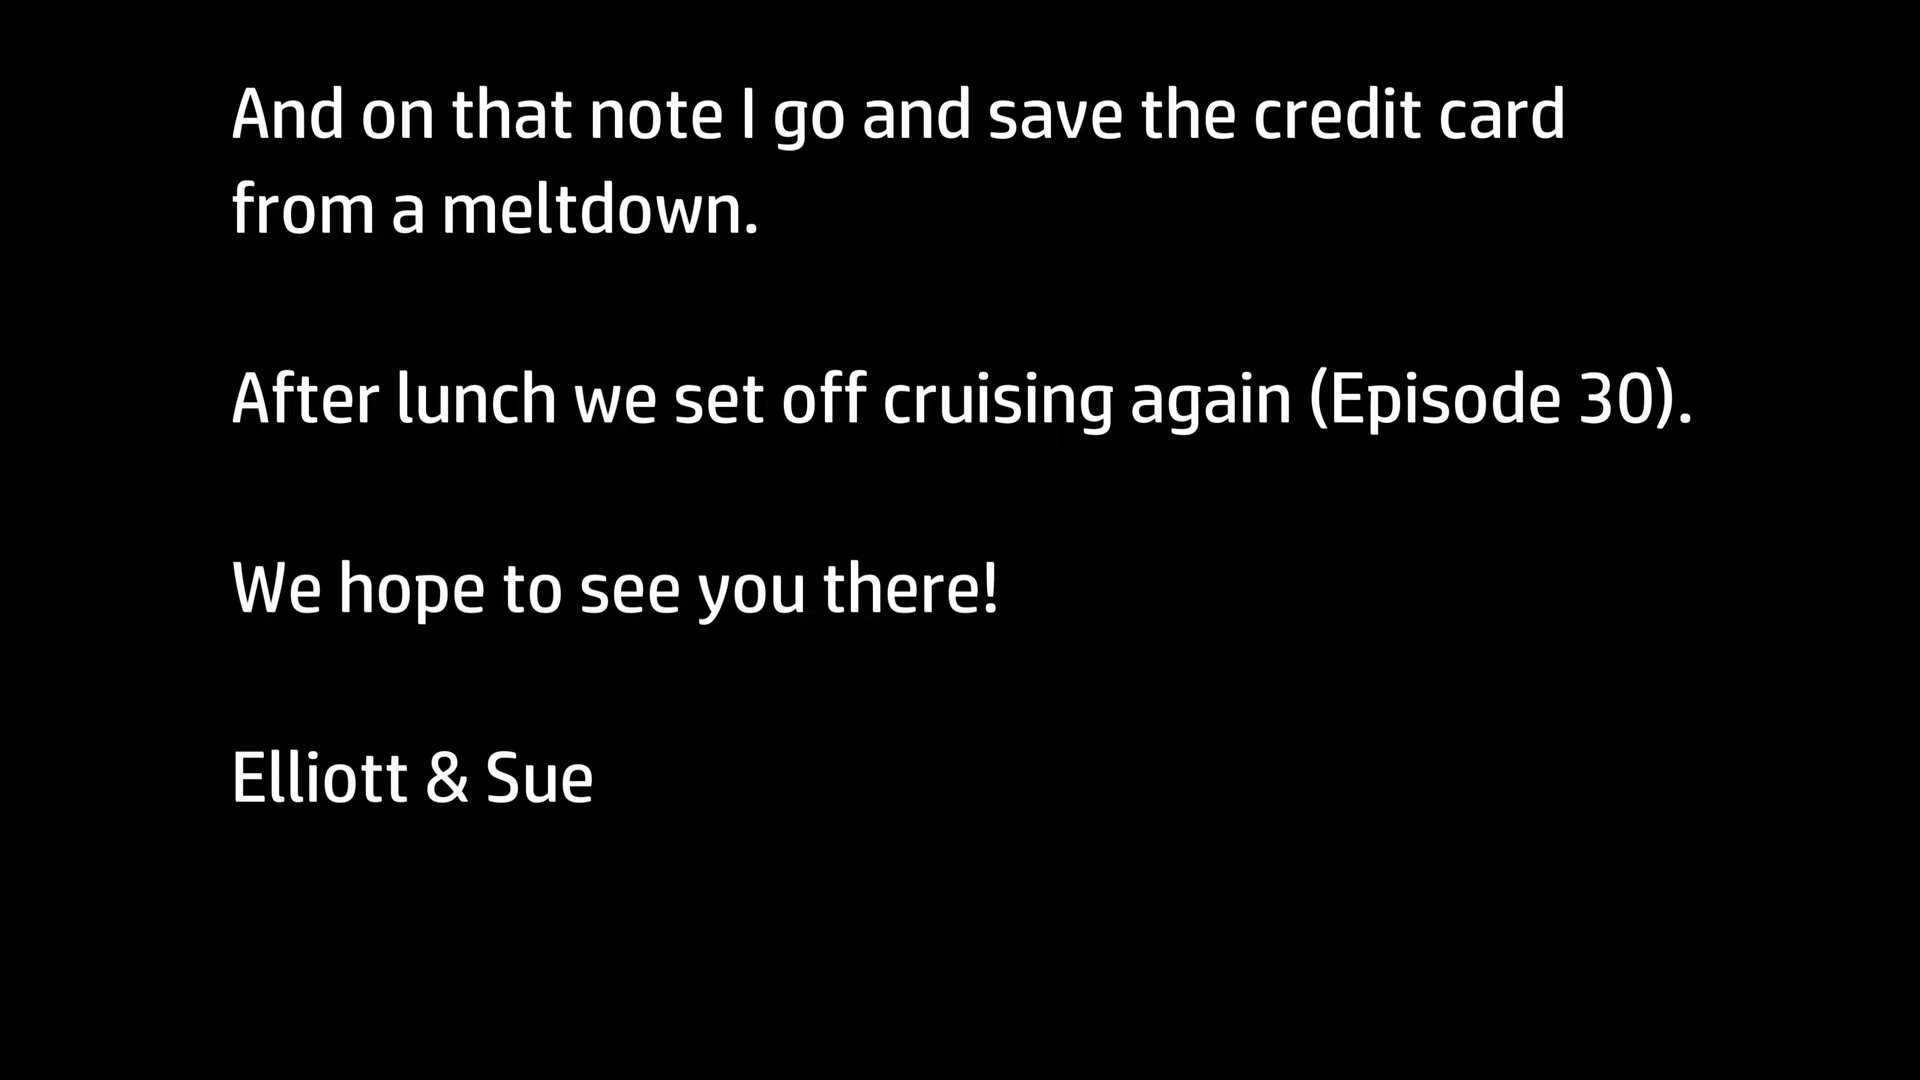 And on that note I go and save the credit card
from a meltdown.
After lunch we set off cruising again (Episode 30).
We hope to see you there!
Elliott & Sue